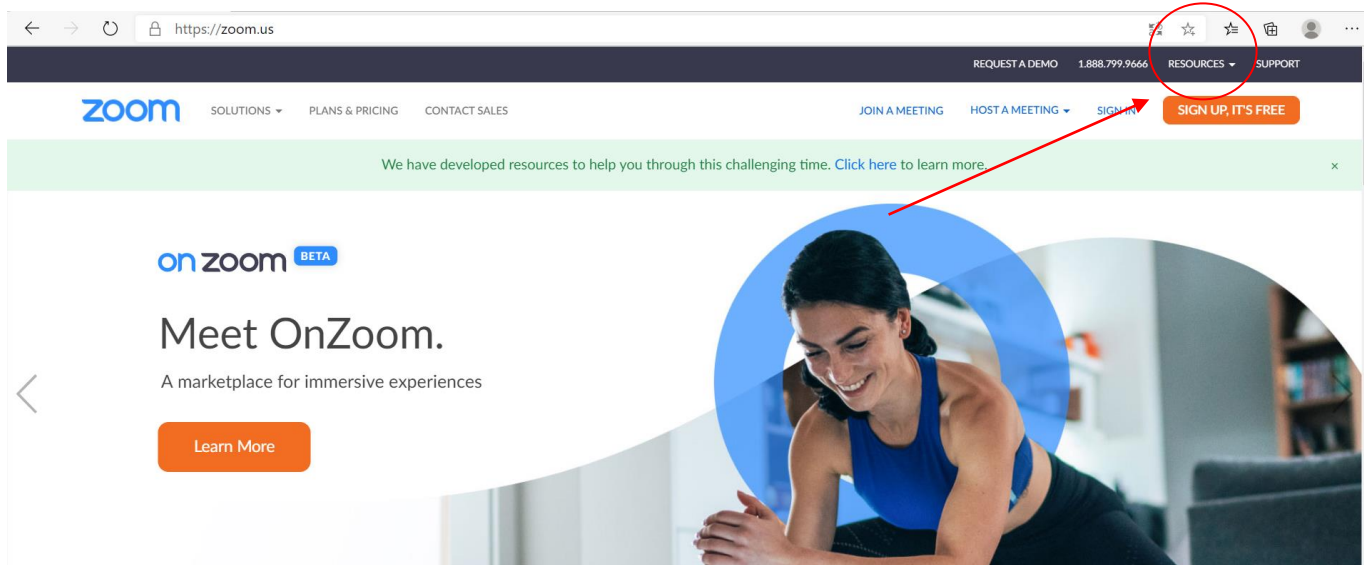 https://zoom.us
REQUEST A DEMO 1.888.799.9666 RESOURCES SUPPORT
zoom SOLUTIONS PLANS & PRICING CONTACT SALES JOIN A MEETING HOST A MEETING SIGN IN SIGN UP, IT'S FREE
We have developed resources to help you through this challenging time. Click here to learn more.
on zoom BETA
Meet OnZoom.
A marketplace for immersive experiences
Learn More